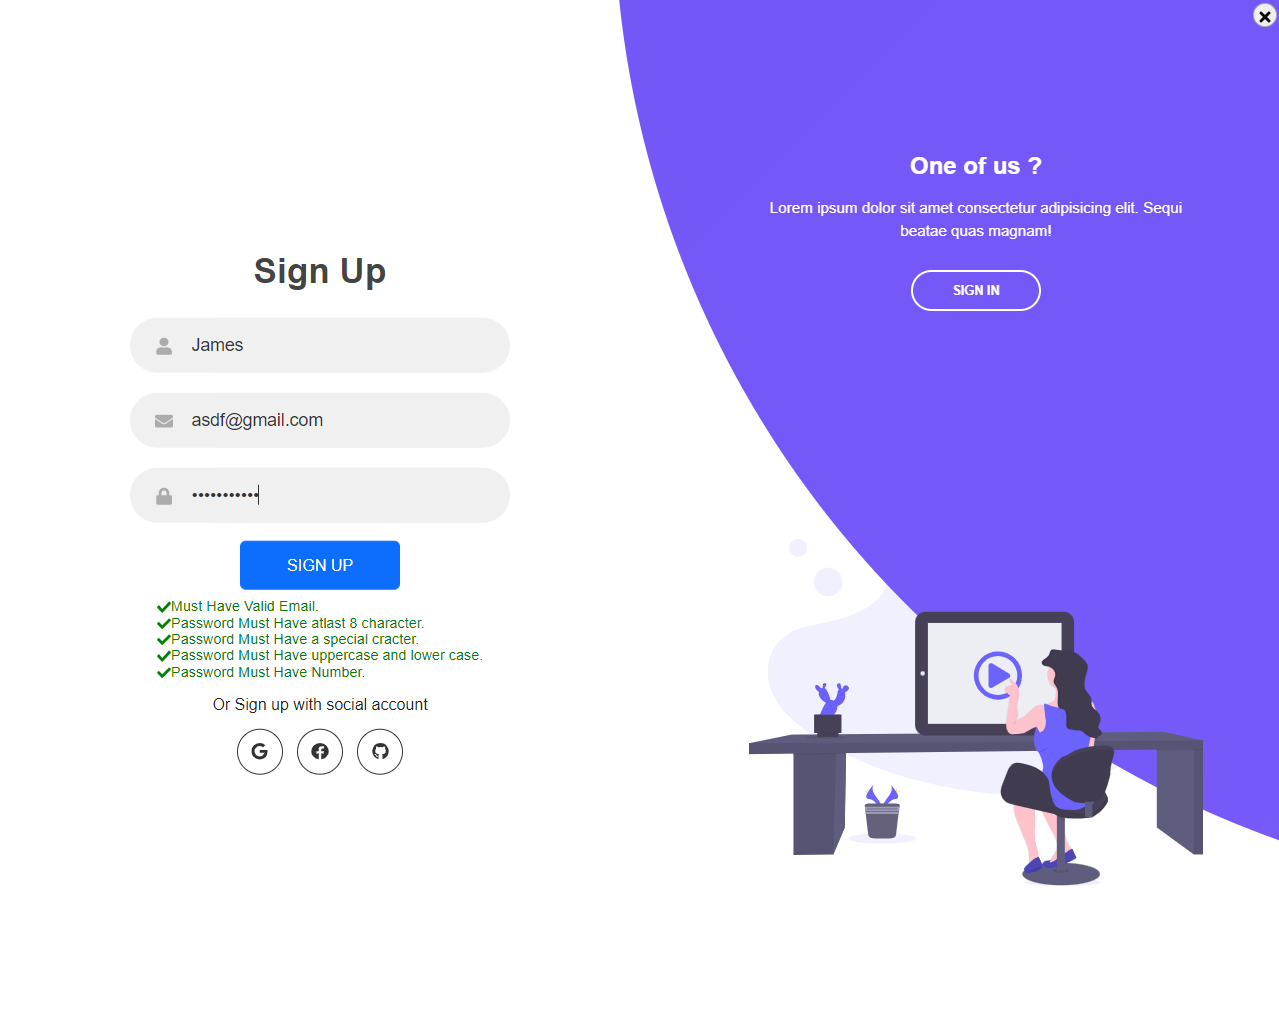 One of us ?
Lorem ipsum dolor sit amet consectetur adipisicing elit. Sequi
beatae quas magnam!
SIGN IN
Sign Up
James
asdf@gmail.com
•••••••••••
SIGN UP
Must Have Valid Email.
Password Must Have atlast 8 character.
Password Must Have a special cracter.
Password Must Have uppercase and lower case.
Password Must Have Number.
Or Sign up with social account